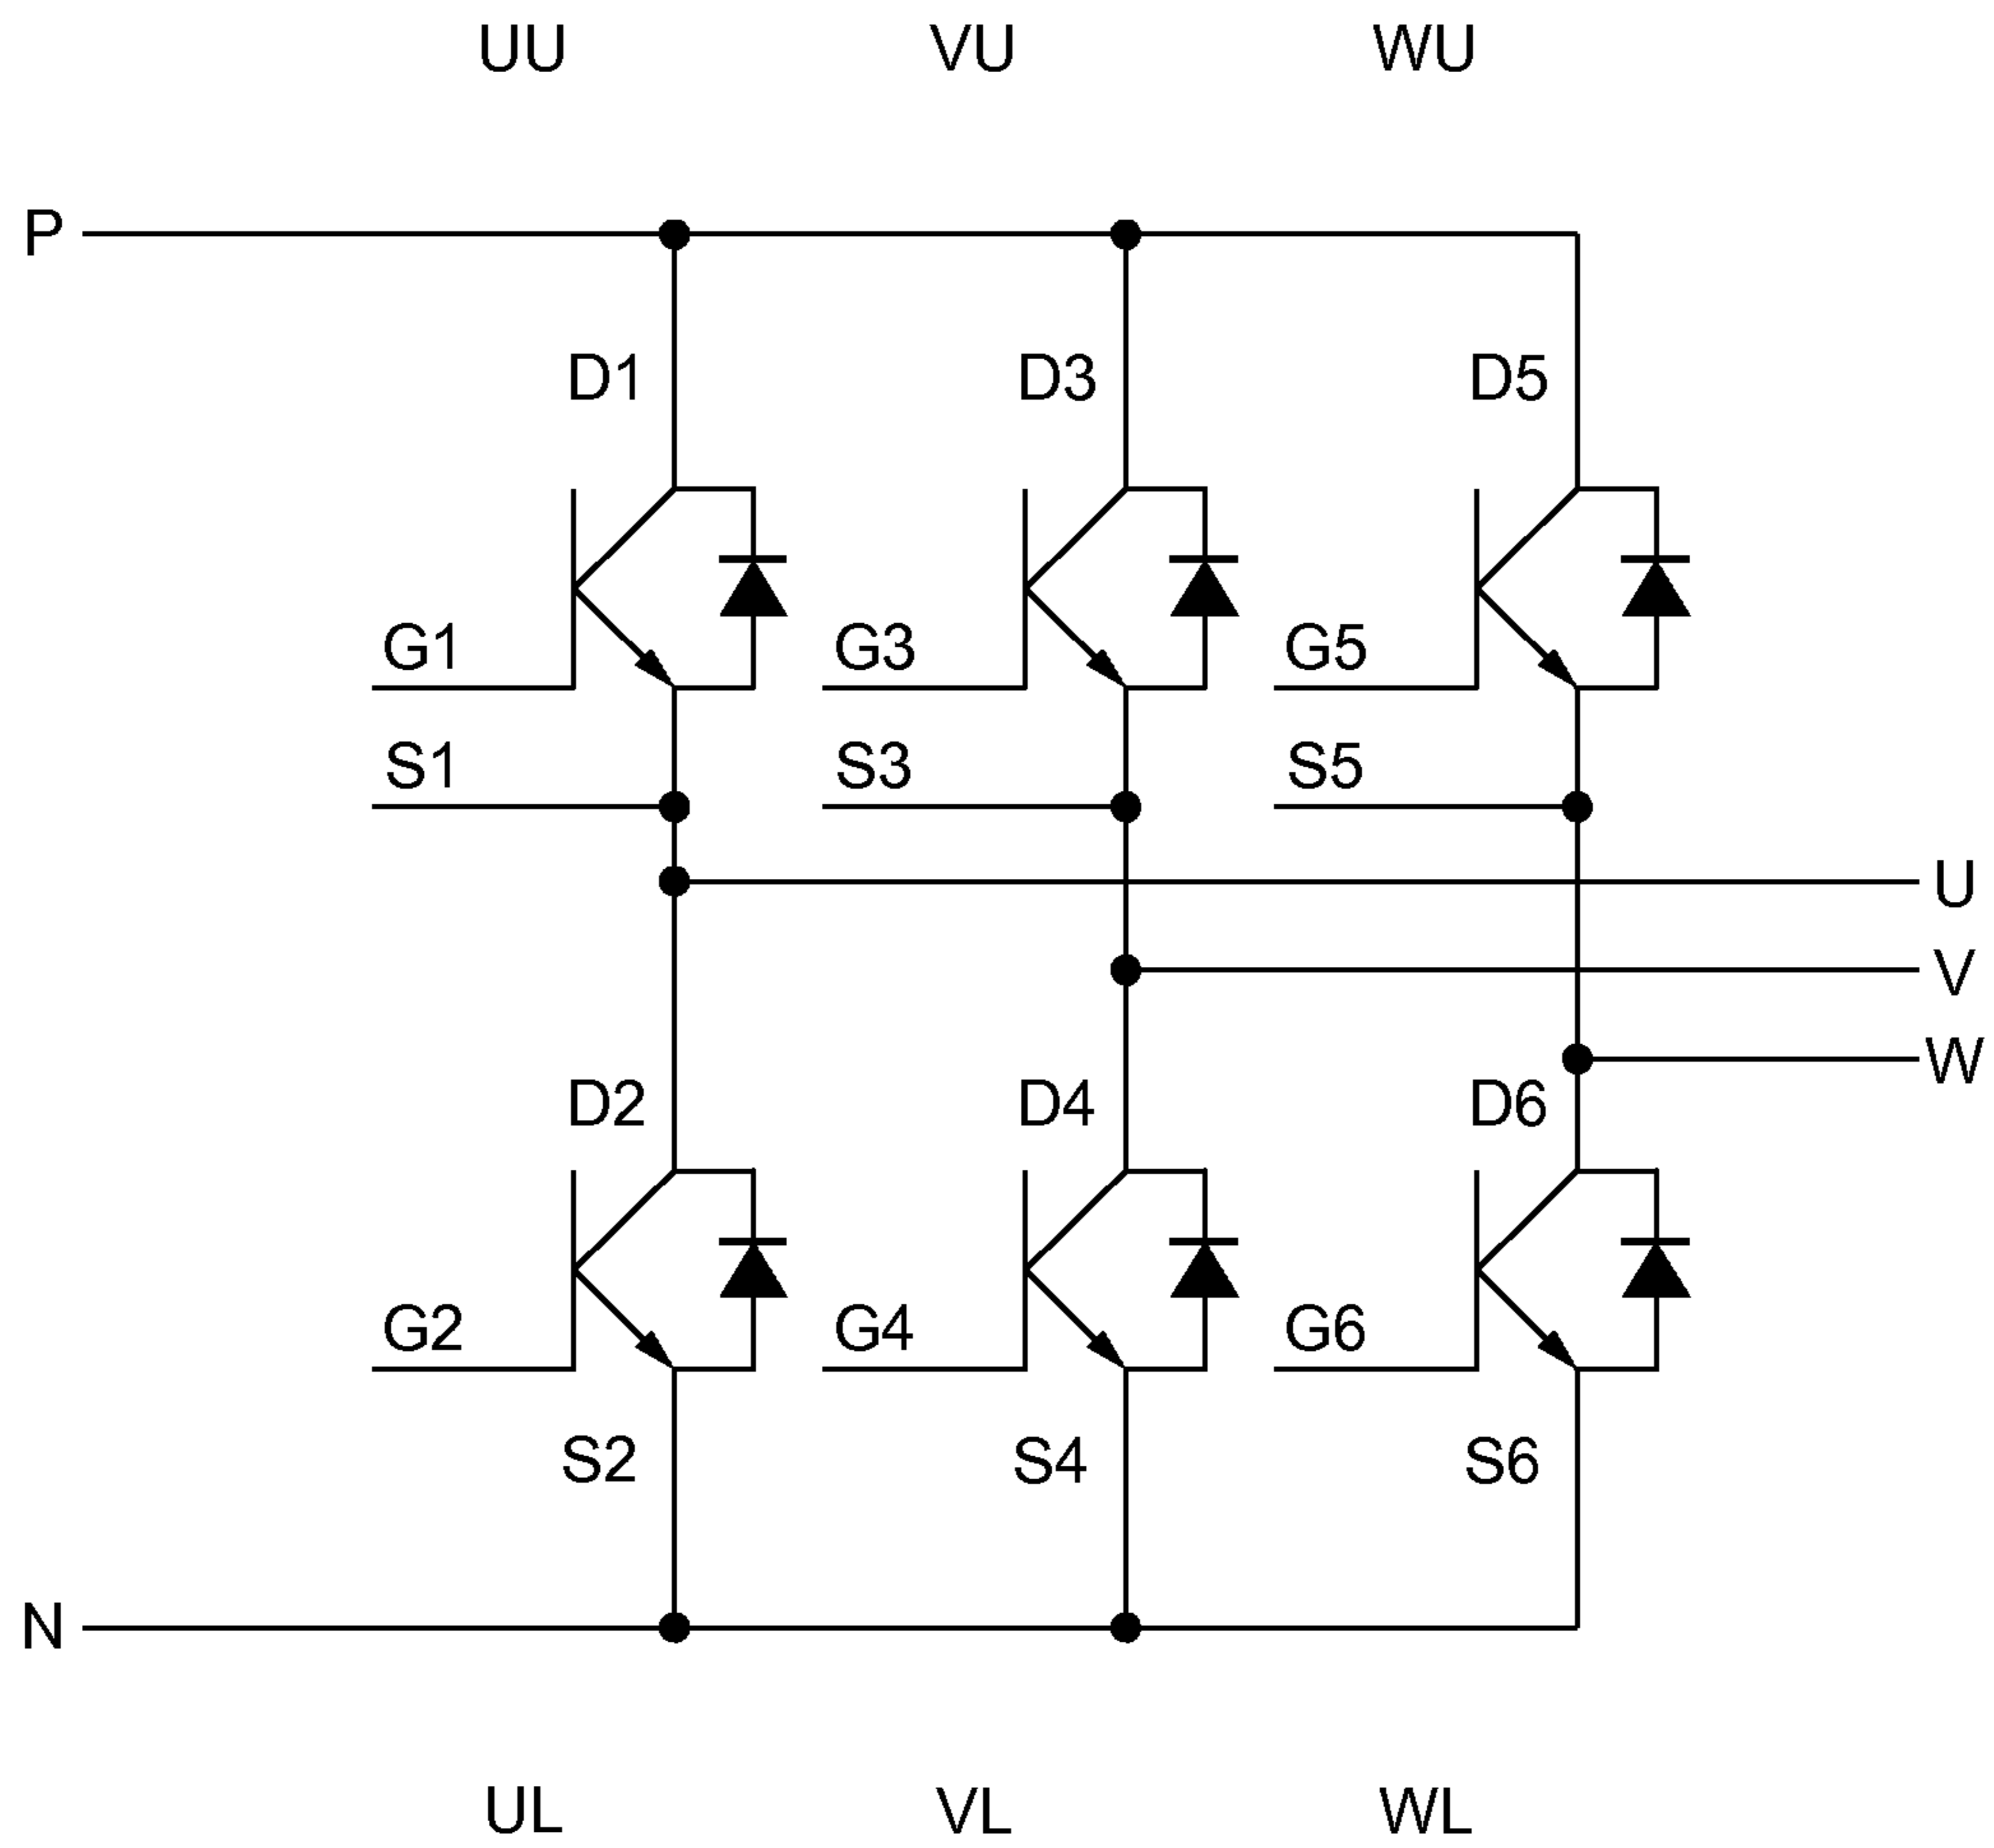 UU VU WU
P
D1 D3 D5
G1 G3 G5
S1 S3 S5
U
V
W
D2 D4 D6
G2 G4 G6
S2 S4 S6
N
UL VL WL